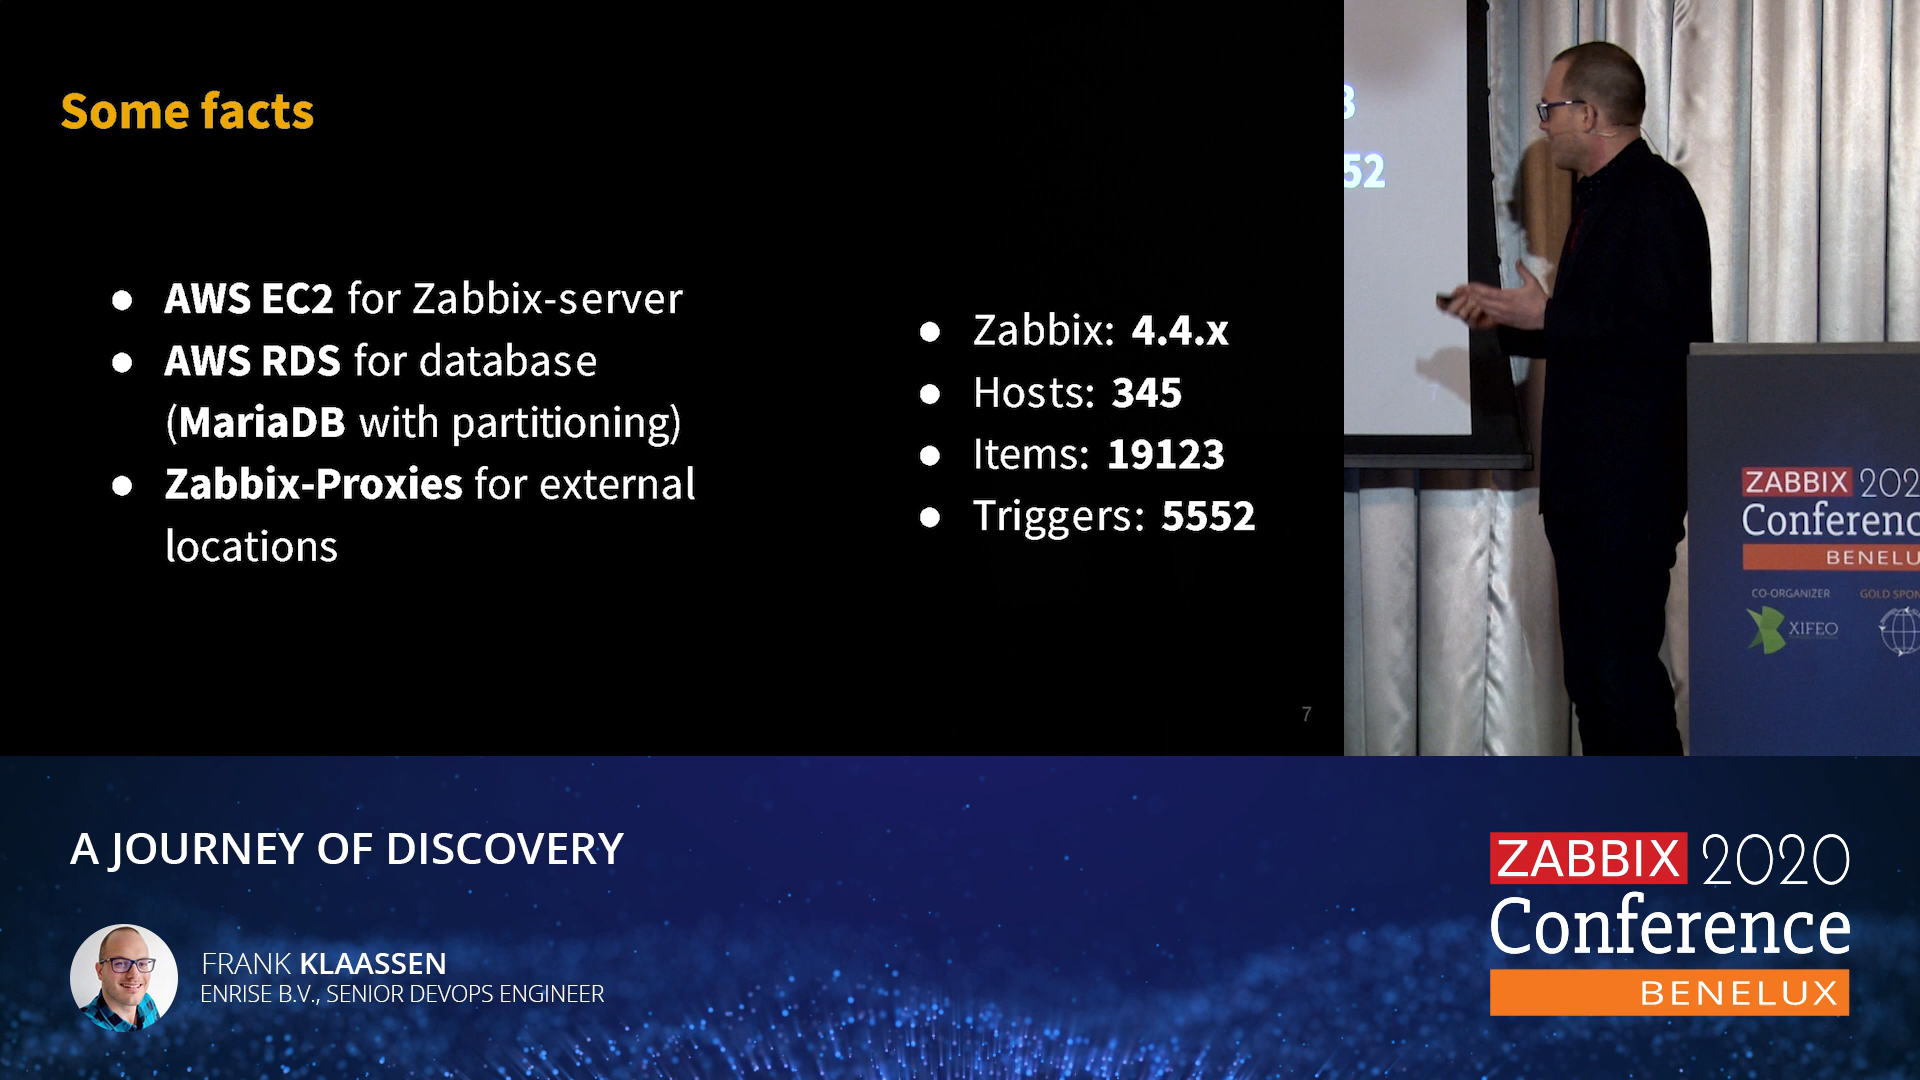 Some facts
● AWS EC2 for Zabbix-server
● AWS RDS for database
(MariaDB with partitioning)
● Zabbix-Proxies for external
locations
● Zabbix: 4.4.x
● Hosts: 345
● Items: 19123
● Triggers: 5552
7
3
52
ZABBIX 202
Conferenc
BENELU
CO-ORGANIZER GOLD SPON
XIFEO
A JOURNEY OF DISCOVERY
FRANK KLAASSEN
ENRISE B.V., SENIOR DEVOPS ENGINEER
ZABBIX 2020
Conference
BENELUX